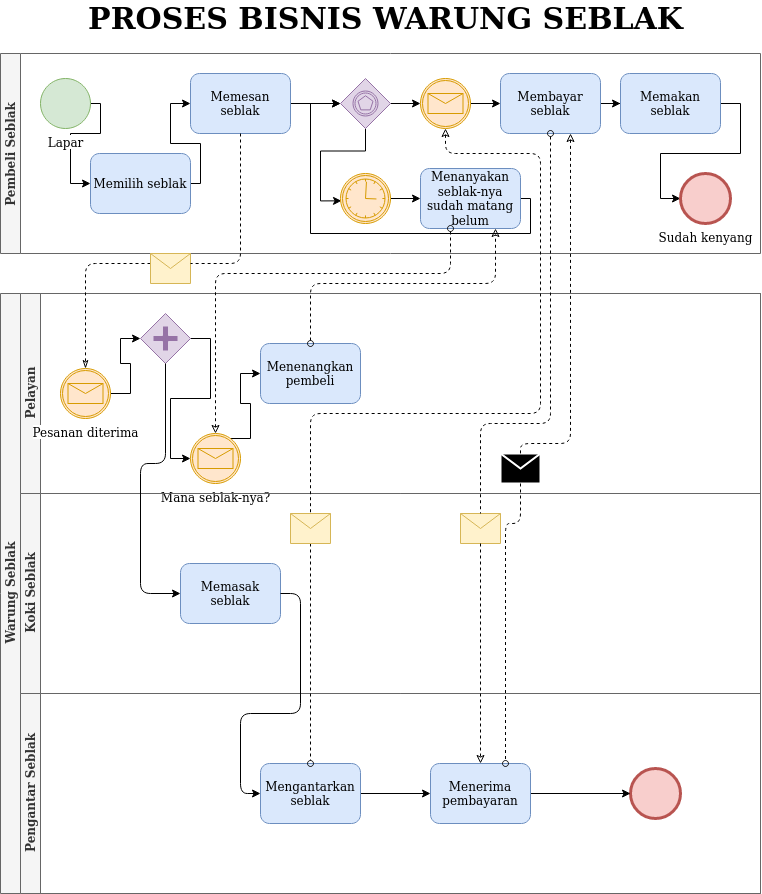 PROSES BISNIS WARUNG SEBLAK
Pembeli Seblak
Lapar
Memilih seblak
Memesan
seblak
Membayar
seblak
Memakan
seblak
Menanyakan
seblak-nya
sudah matang
belum
Sudah kenyang
Warung Seblak
Pelayan
Pesanan diterima
Menenangkan
pembeli
Mana seblak-nya?
Koki Seblak
Memasak
seblak
Pengantar Seblak
Mengantarkan
seblak
Menerima
pembayaran